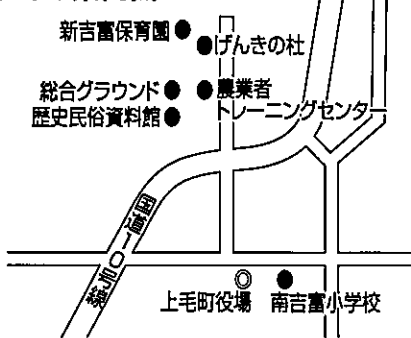 新吉富保育園
げんきの杜
総合グラウンド
農業者
トレーニングセンター
歴史民俗資料館
国道10号線
上毛町役場
南吉富小学校